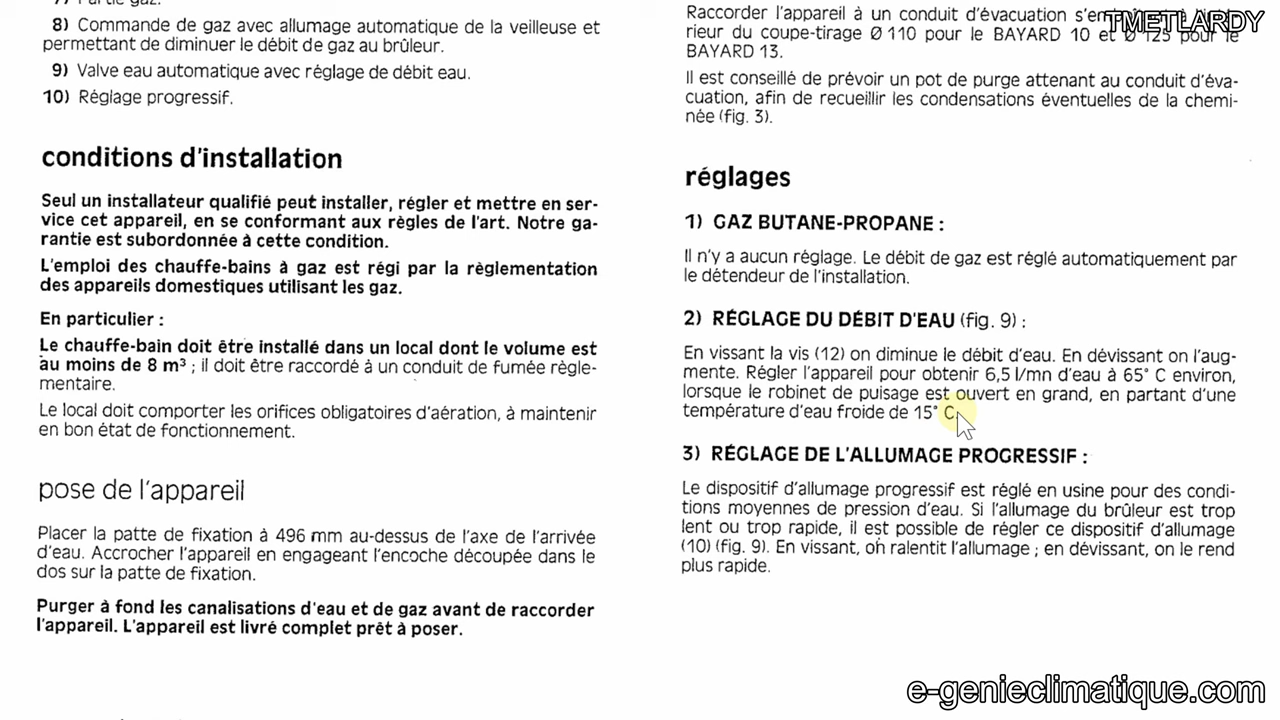 8) Commande de gaz avec allumage automatique de la veilleuse et
permettant de diminuer le débit de gaz au brûleur.
9) Valve eau automatique avec réglage de débit eau.
10) Réglage progressif.
conditions d'installation
Seul un installateur qualifié peut installer, régler et mettre en ser-
vice cet appareil, en se conformant aux règles de l'art. Notre ga-
rantie est subordonnée à cette condition.
L'emploi des chauffe-bains à gaz est régi par la règlementation
des appareils domestiques utilisant les gaz.
En particulier :
Le chauffe-bain doit être installé dans un local dont le volume est
au moins de 8 m³ ; il doit être raccordé à un conduit de fumée règle-
mentaire.
Le local doit comporter les orifices obligatoires d'aération, à maintenir
en bon état de fonctionnement.
pose de l'appareil
Placer la patte de fixation à 496 mm au-dessus de l'axe de l'arrivée
d'eau. Accrocher l'appareil en engageant l'encoche découpée dans le
dos sur la patte de fixation.
Purger à fond les canalisations d'eau et de gaz avant de raccorder
l'appareil. L'appareil est livré complet prêt à poser.
Raccorder l'appareil à un conduit d'évacuation
TMETLARDY
rieur du coupe-tirage Ø 110 pour le BAYARD 10 et Ø 125 pour le
BAYARD 13.
Il est conseillé de prévoir un pot de purge attenant au conduit d'éva-
cuation, afin de recueillir les condensations éventuelles de la chemi-
née (fig. 3).
réglages
1) GAZ BUTANE-PROPANE :
Il n'y a aucun réglage. Le débit de gaz est réglé automatiquement par
le détendeur de l'installation.
2) RÉGLAGE DU DÉBIT D'EAU (fig. 9) :
En vissant la vis (12) on diminue le débit d'eau. En dévissant on l'aug-
mente. Régler l'appareil pour obtenir 6,5 l/mn d'eau à 65° C environ,
lorsque le robinet de puisage est ouvert en grand, en partant d'une
température d'eau froide de 15° C.
3) RÉGLAGE DE L'ALLUMAGE PROGRESSIF :
Le dispositif d'allumage progressif est réglé en usine pour des condi-
tions moyennes de pression d'eau. Si l'allumage du brûleur est trop
lent ou trop rapide, il est possible de régler ce dispositif d'allumage
(10) (fig. 9). En vissant, on ralentit l'allumage ; en dévissant, on le rend
plus rapide.
e-genieclimatique.com